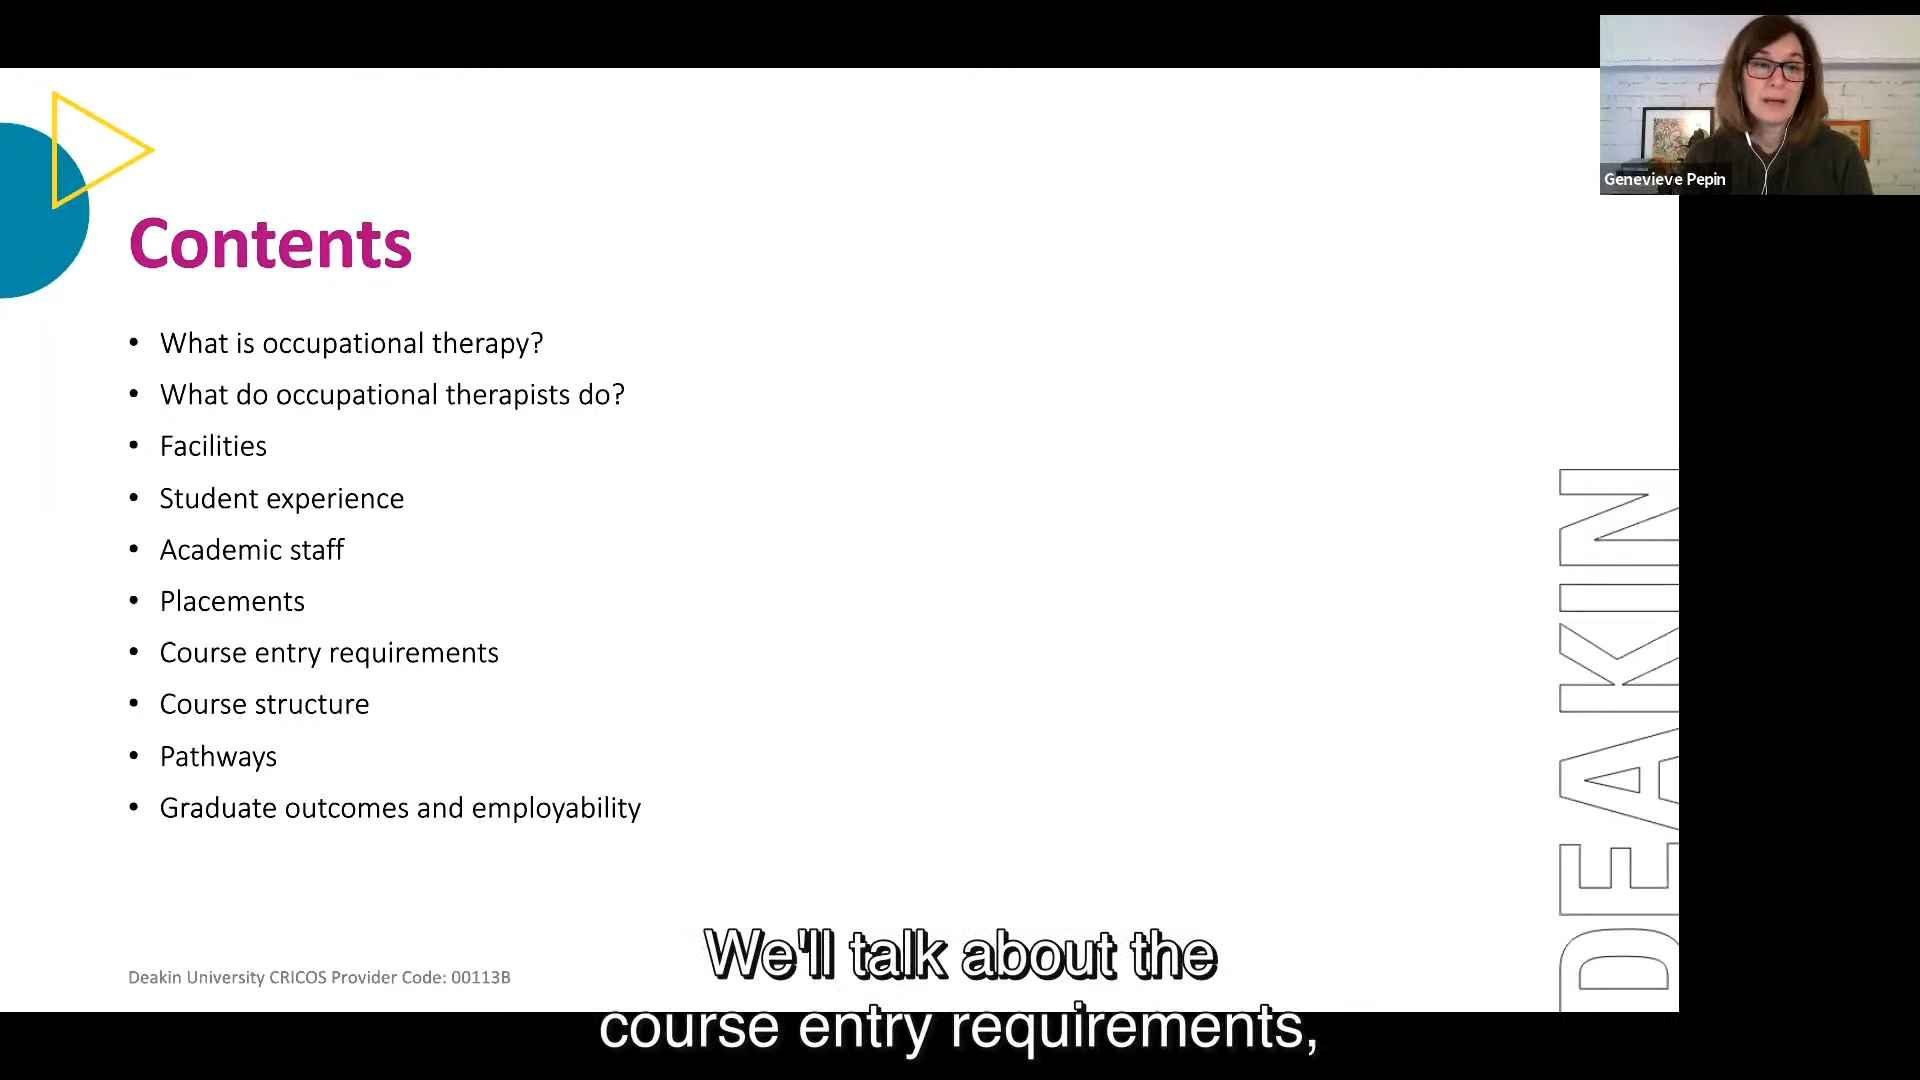 Genevieve Pepin
Contents
• What is occupational therapy?
• What do occupational therapists do?
• Facilities
• Student experience
• Academic staff
• Placements
• Course entry requirements
• Course structure
• Pathways
• Graduate outcomes and employability
DEAKIN
Deakin University CRICOS Provider Code: 00113B
We'll talk about the
course entry requirements,